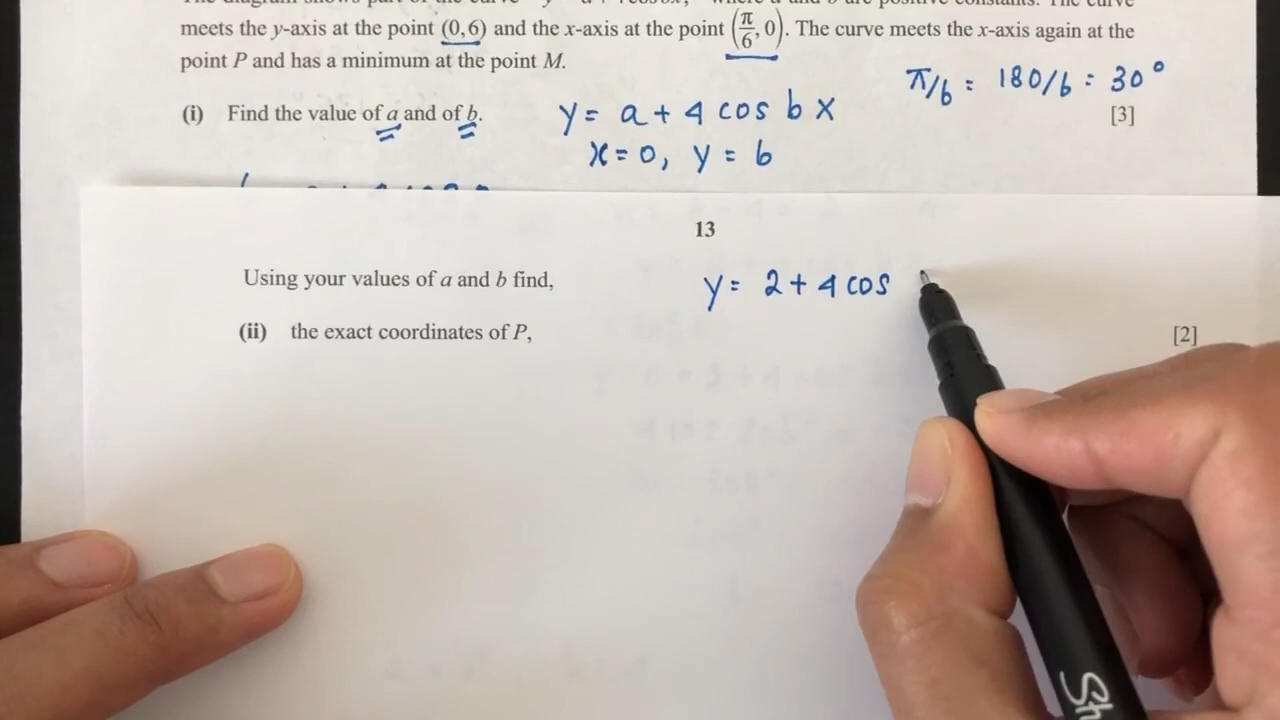 meets the y-axis at the point (0, 6) and the x-axis at the point (π/6, 0). The curve meets the x-axis again at the
point P and has a minimum at the point M.
π/6 = 180/6 = 30°
(i) Find the value of a and of b. y = a + 4 cos b x [3]
x = 0, y = 6
13
Using your values of a and b find, y = 2 + 4 cos
(ii) the exact coordinates of P, [2]
Sh